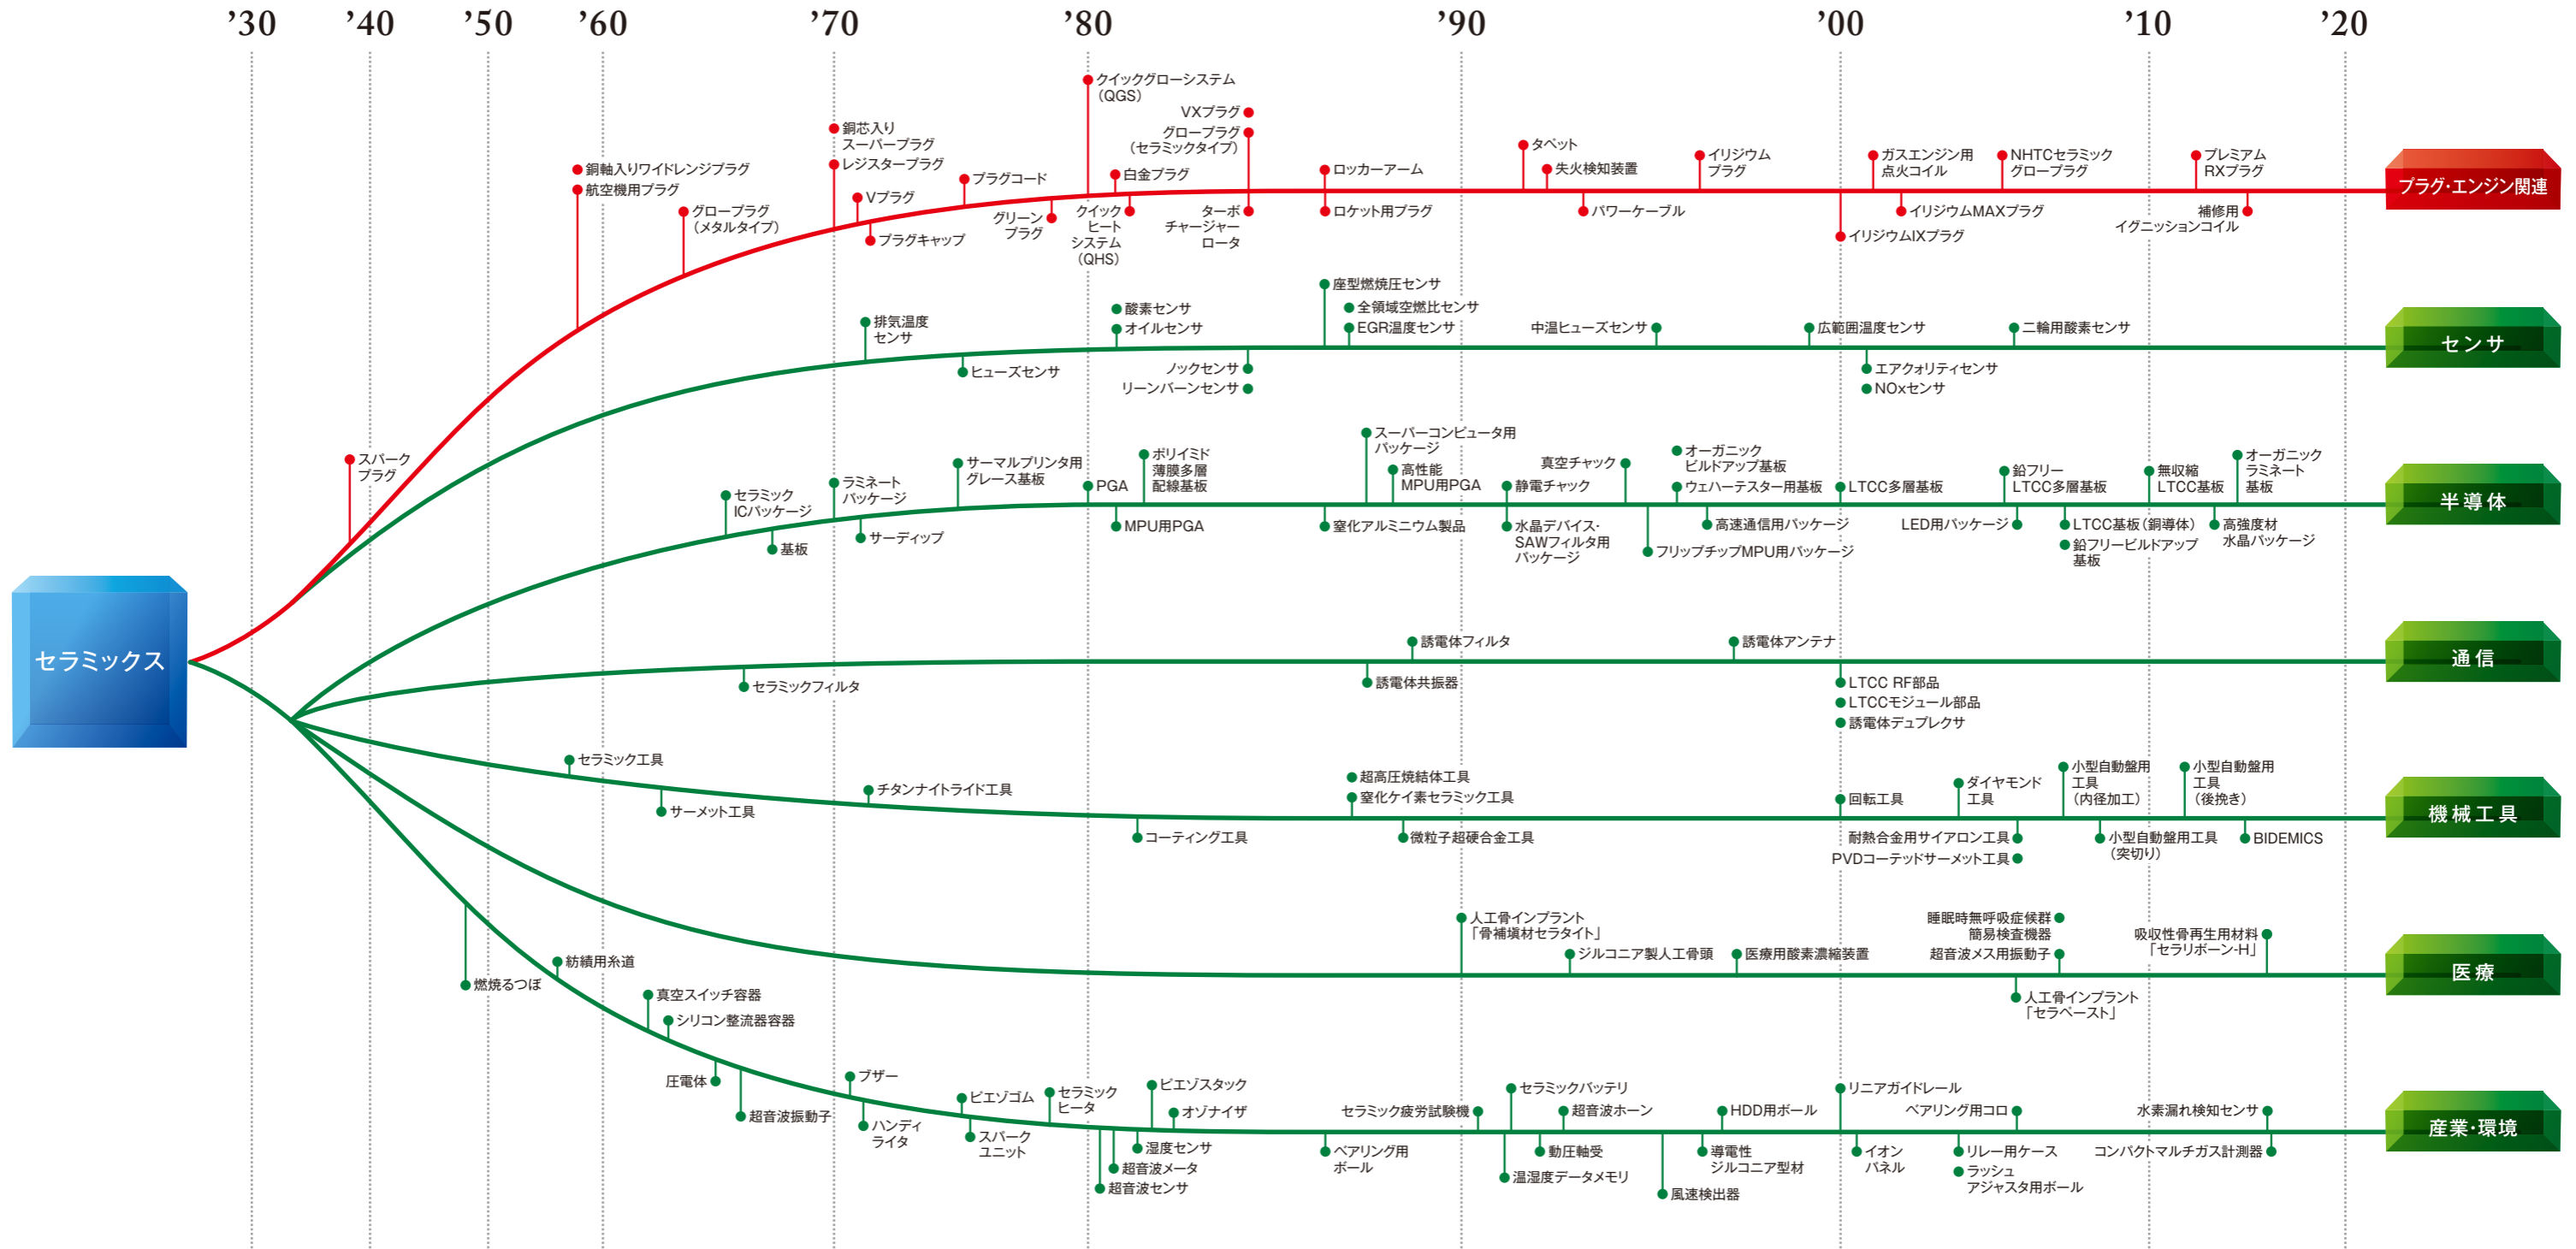 ’30
’40
’50
’60
’70
’80
’90
’00
’10
’20
セラミックス
クイックグローシステム
(QGS)
VXプラグ
グロープラグ
(セラミックタイプ)
銅芯入り
スーパープラグ
レジスタープラグ
銅軸入りワイドレンジプラグ
航空機用プラグ
グロープラグ
(メタルタイプ)
Vプラグ
プラグキャップ
プラグコード
グリーン
プラグ
白金プラグ
クイック
ヒート
システム
(QHS)
ターボ
チャージャー
ロータ
ロッカーアーム
ロケット用プラグ
タペット
失火検知装置
パワーケーブル
イリジウム
プラグ
ガスエンジン用
点火コイル
イリジウムMAXプラグ
イリジウムIXプラグ
NHTCセラミック
グロープラグ
プレミアム
RXプラグ
補修用
イグニッションコイル
プラグ・エンジン関連
スパーク
プラグ
排気温度
センサ
ヒューズセンサ
酸素センサ
オイルセンサ
ノックセンサ
リーンバーンセンサ
座型燃焼圧センサ
全領域空燃比センサ
EGR温度センサ
中温ヒューズセンサ
広範囲温度センサ
エアクォリティセンサ
NOxセンサ
二輪用酸素センサ
センサ
セラミック
ICパッケージ
基板
ラミネート
パッケージ
サーディップ
サーマルプリンタ用
グレース基板
PGA
MPU用PGA
ポリイミド
薄膜多層
配線基板
スーパーコンピュータ用
パッケージ
高性能
MPU用PGA
窒化アルミニウム製品
静電チャック
水晶デバイス・
SAWフィルタ用
パッケージ
真空チャック
フリップチップMPU用パッケージ
オーガニック
ビルドアップ基板
ウェハーテスター用基板
高速通信用パッケージ
LTCC多層基板
鉛フリー
LTCC多層基板
LED用パッケージ
LTCC基板(銅導体)
鉛フリービルドアップ
基板
無収縮
LTCC基板
高強度材
水晶パッケージ
オーガニック
ラミネート
基板
半導体
セラミックフィルタ
誘電体フィルタ
誘電体共振器
誘電体アンテナ
LTCC RF部品
LTCCモジュール部品
誘電体デュプレクサ
通信
セラミック工具
サーメット工具
チタンナイトライド工具
コーティング工具
超高圧焼結体工具
窒化ケイ素セラミック工具
微粒子超硬合金工具
回転工具
ダイヤモンド
工具
耐熱合金用サイアロン工具
PVDコーテッドサーメット工具
小型自動盤用
工具
(内径加工)
小型自動盤用工具
(突切り)
小型自動盤用
工具
(後挽き)
BIDEMICS
機械工具
人工骨インプラント
「骨補填材セラタイト」
ジルコニア製人工骨頭
医療用酸素濃縮装置
睡眠時無呼吸症候群
簡易検査機器
超音波メス用振動子
人工骨インプラント
「セラペースト」
吸収性骨再生用材料
「セラリボーン-H」
医療
燃焼るつぼ
紡績用糸道
真空スイッチ容器
シリコン整流器容器
圧電体
超音波振動子
ブザー
ハンディ
ライタ
ピエゾゴム
スパーク
ユニット
セラミック
ヒータ
ピエゾスタック
オゾナイザ
湿度センサ
超音波メータ
超音波センサ
ベアリング用
ボール
セラミック疲労試験機
セラミックバッテリ
超音波ホーン
動圧軸受
温湿度データメモリ
風速検出器
HDD用ボール
導電性
ジルコニア型材
リニアガイドレール
イオン
パネル
ベアリング用コロ
リレー用ケース
ラッシュ
アジャスタ用ボール
水素漏れ検知センサ
コンパクトマルチガス計測器
産業・環境